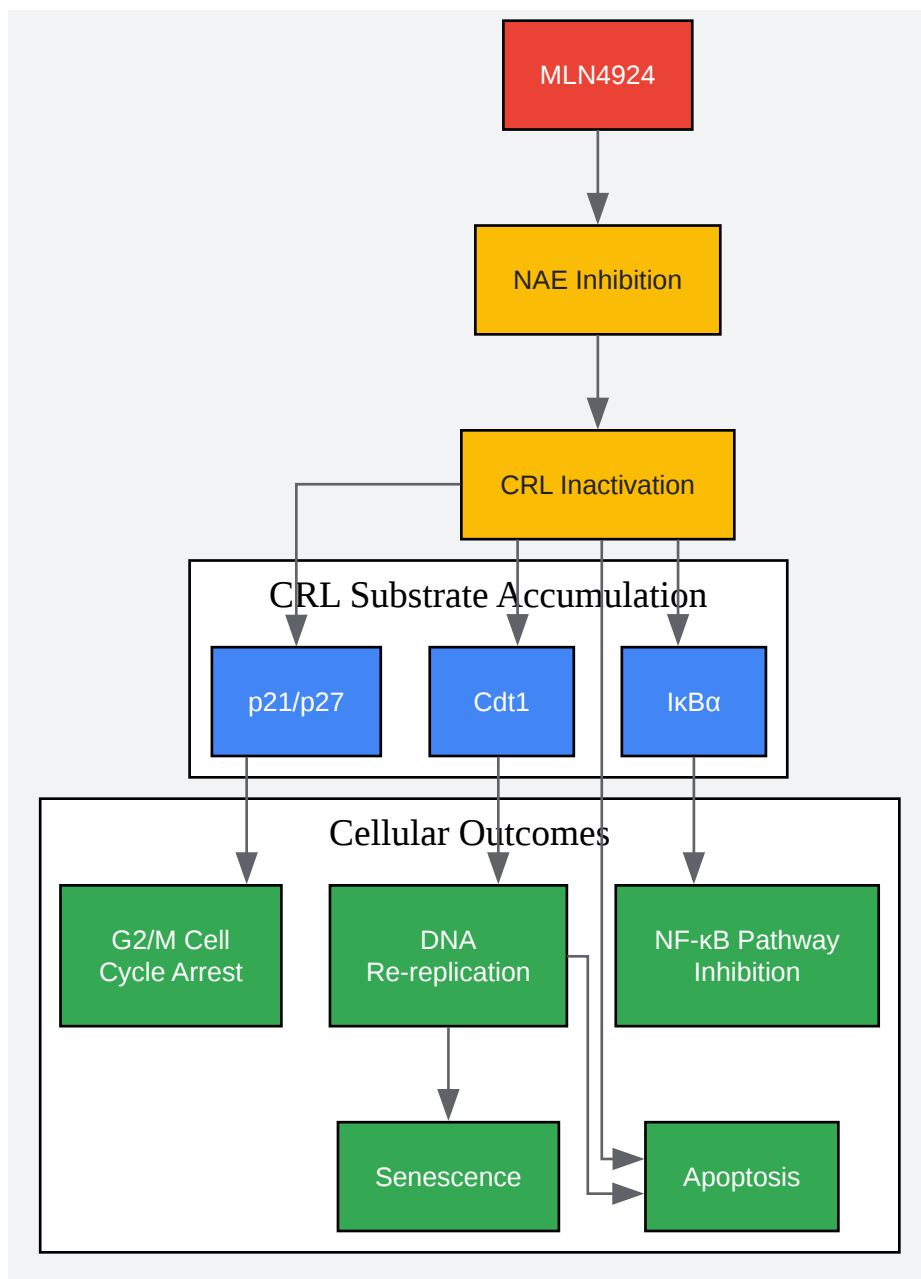 MLN4924
NAE Inhibition
CRL Inactivation
CRL Substrate Accumulation
p21/p27
Cdt1
IκBα
Cellular Outcomes
G2/M Cell
Cycle Arrest
DNA
Re-replication
NF-κB Pathway
Inhibition
Senescence
Apoptosis